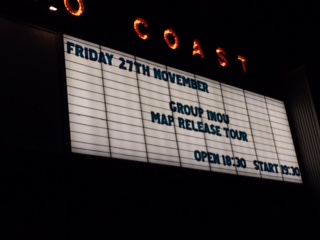 O COAST
FRIDAY 27TH NOVEMBER
GROUP INOU
MAP RELEASE TOUR
OPEN 18:30 START 19:30